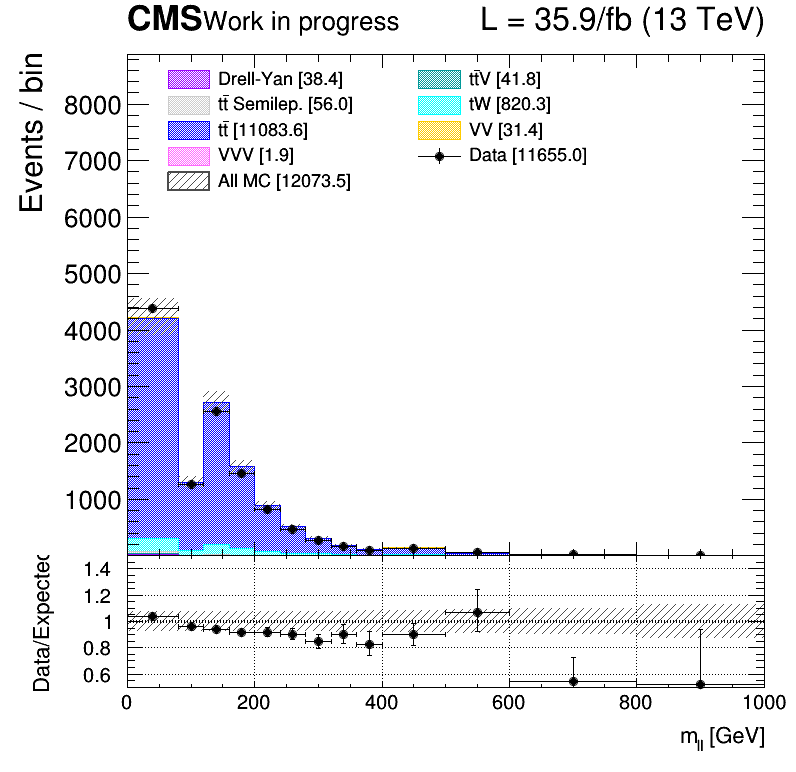 CMS Work in progress L = 35.9/fb (13 TeV)
Events / bin
Drell-Yan [38.4]
tt̄ Semilep. [56.0]
tt̄ [11083.6]
VVV [1.9]
All MC [12073.5]
tt̄V [41.8]
tW [820.3]
VV [31.4]
Data [11655.0]
8000
7000
6000
5000
4000
3000
2000
1000
Data/Expected
1.4
1.2
1
0.8
0.6
0 200 400 600 800 1000
m_ll [GeV]